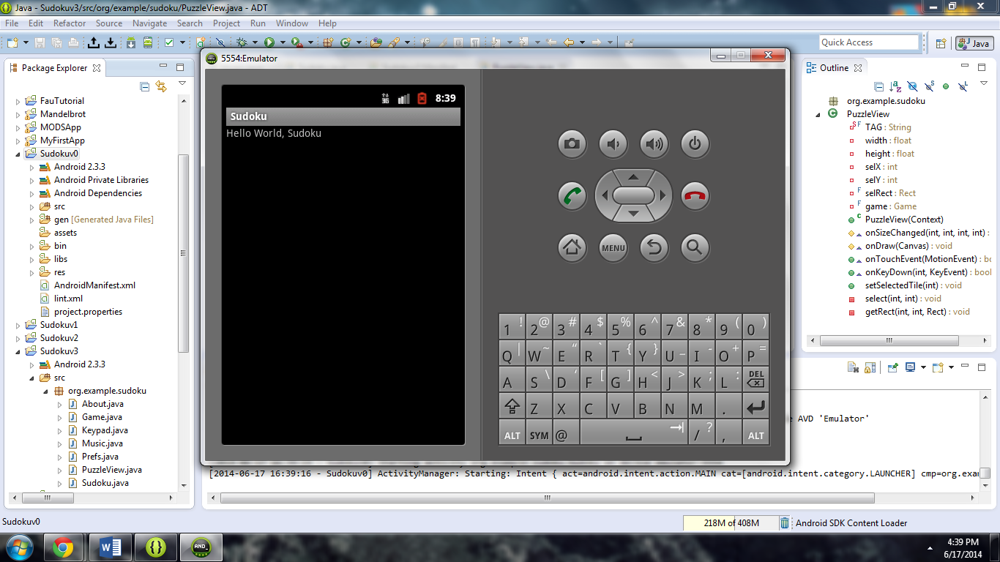 Java - Sudokuv3/src/org/example/sudoku/PuzzleView.java - ADT
File Edit Refactor Source Navigate Search Project Run Window Help
Quick Access
Java
Package Explorer
FauTutorial
Mandelbrot
MODSApp
MyFirstApp
Sudokuv0
Android 2.3.3
Android Private Libraries
Android Dependencies
src
gen [Generated Java Files]
assets
bin
libs
res
AndroidManifest.xml
lint.xml
project.properties
Sudokuv1
Sudokuv2
Sudokuv3
Android 2.3.3
src
org.example.sudoku
About.java
Game.java
Keypad.java
Music.java
Prefs.java
PuzzleView.java
Sudoku.java
5554:Emulator
3G 8:39
Sudoku
Hello World, Sudoku
MENU
1 ! 2 @ 3 # 4 $ 5 % 6 ^ 7 & 8 * 9 ( 0 )
Q | W ~ E “ R ` T { Y } U _ I - O + P =
A S \ D ‘ F [ G ] H < J > K ; L : DEL
Z X C V B N M .
ALT SYM @ / ? , ALT
Outline
org.example.sudoku
PuzzleView
TAG : String
width : float
height : float
selX : int
selY : int
selRect : Rect
game : Game
PuzzleView(Context)
onSizeChanged(int, int, int, int) :
onDraw(Canvas) : void
onTouchEvent(MotionEvent) : bo
onKeyDown(int, KeyEvent) : bool
setSelectedTile(int) : void
select(int, int) : void
getRect(int, int, Rect) : void
e AVD 'Emulator'
[2014-06-17 16:39:16 - Sudokuv0] ActivityManager: Starting: Intent { act=android.intent.action.MAIN cat=[android.intent.category.LAUNCHER] cmp=org.exam
Sudokuv0
218M of 408M
Android SDK Content Loader
4:39 PM
6/17/2014